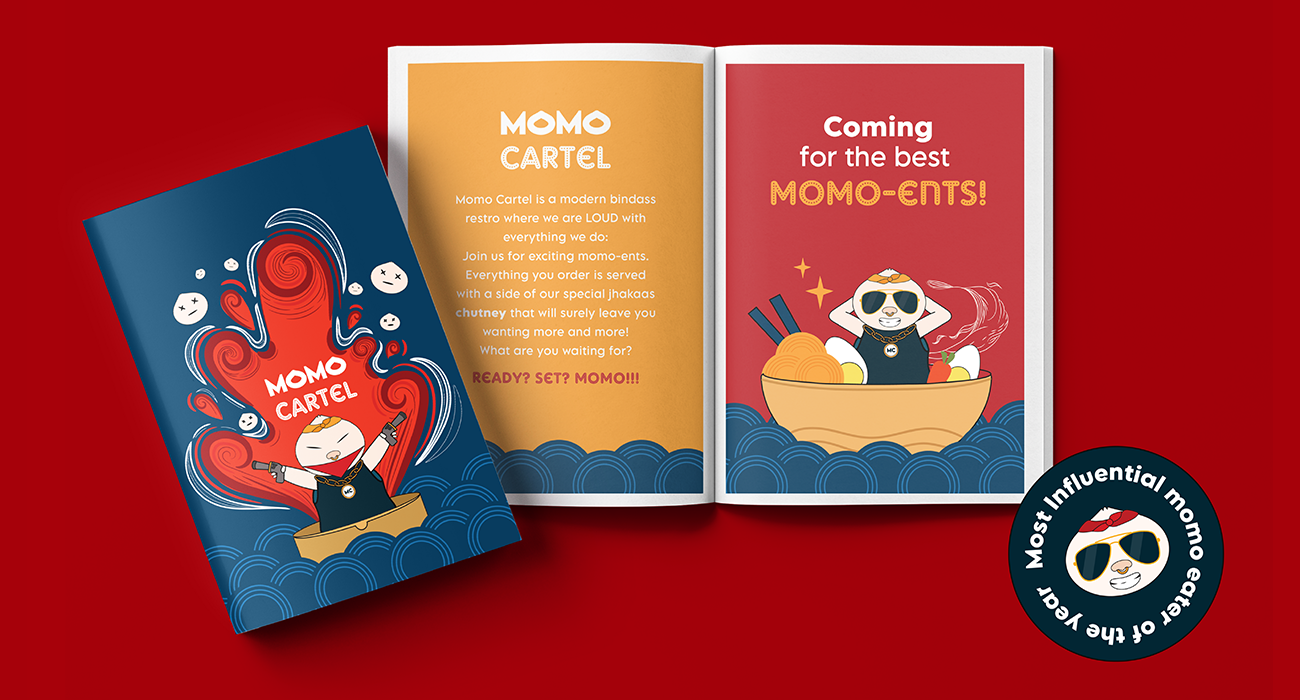 MOMO
CARTEL
MC
MOMO
CARTEL
Momo Cartel is a modern bindass
restro where we are LOUD with
everything we do:
Join us for exciting momo-ents.
Everything you order is served
with a side of our special jhakaas
chutney that will surely leave you
wanting more and more!
What are you waiting for?
READY? SET? MOMO!!!
Coming
for the best
MOMO-ENTS!
MC
Most Influential momo eater of the year